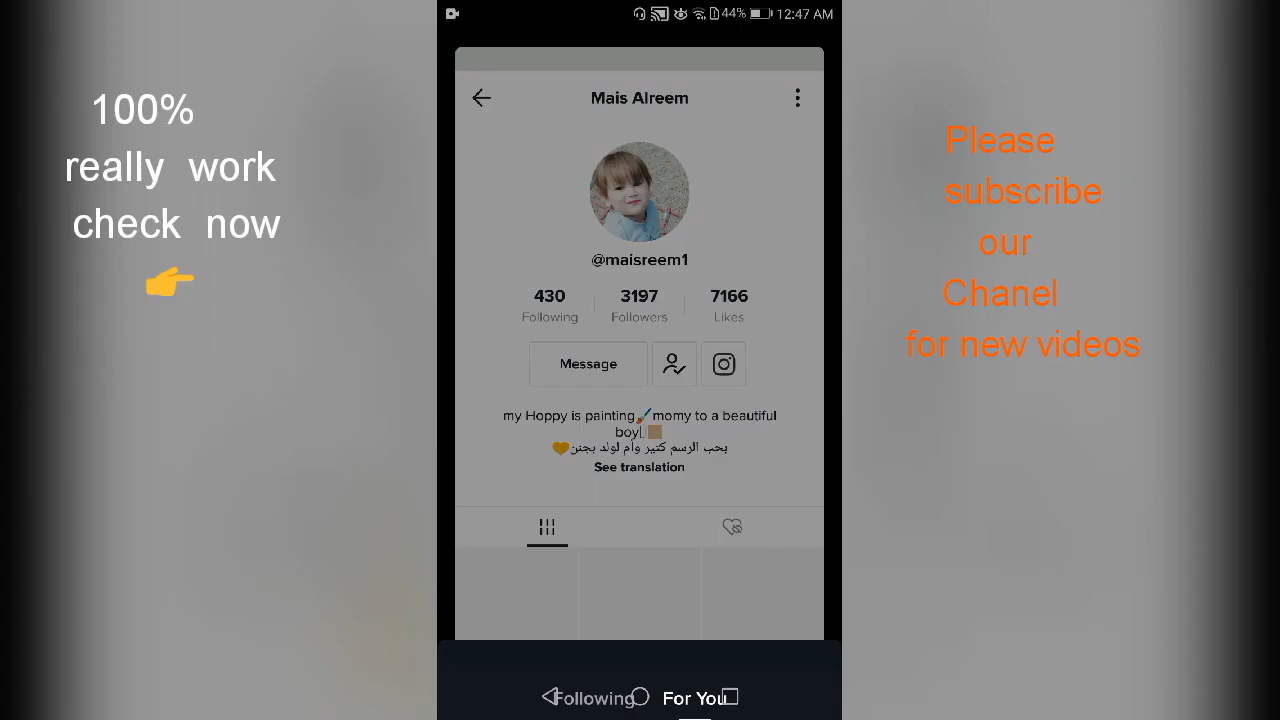 44% 12:47 AM
100%
really work
check now
Please
subscribe
our
Chanel
for new videos
Mais Alreem
@maisreem1
430 3197 7166
Following Followers Likes
Message
my Hoppy is painting🖌️momy to a beautiful
boy
بحب الرسم كتير وام لولد بجنن🧡
See translation
Following For You